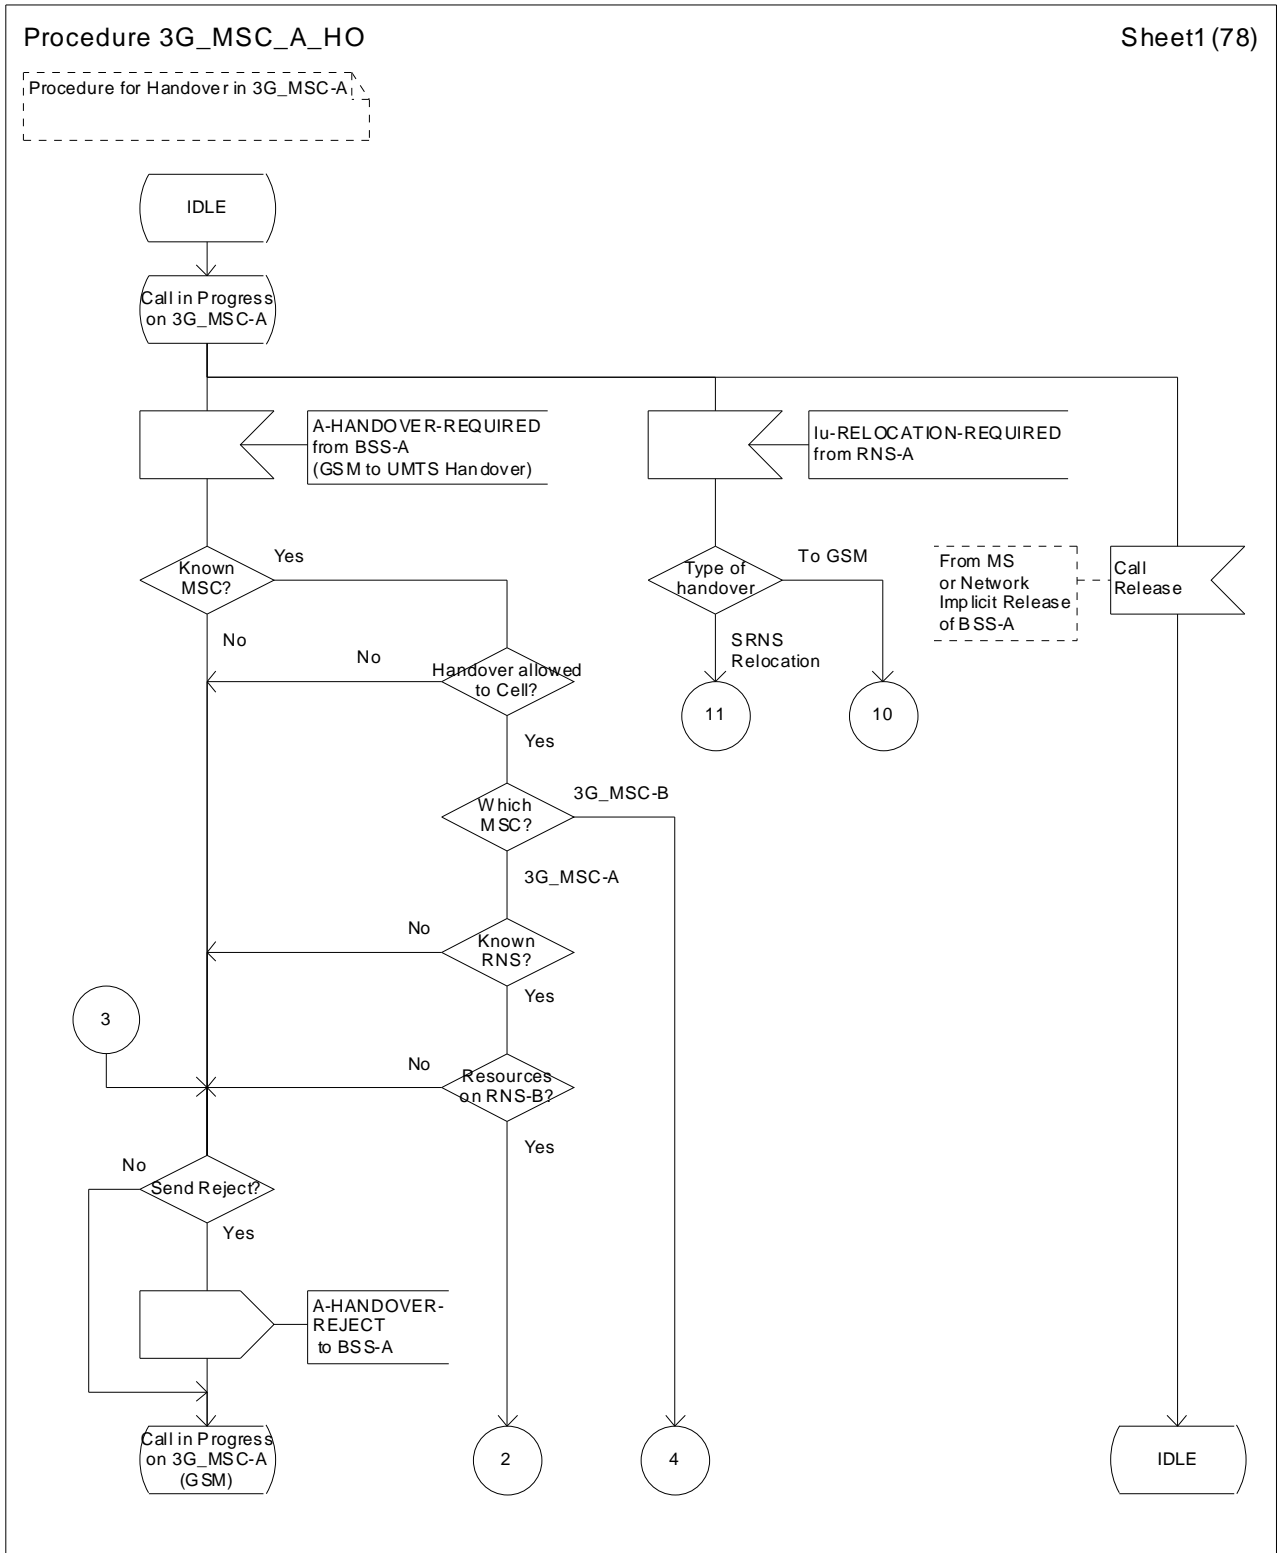 Procedure 3G_MSC_A_HO
Sheet1 (78)
Procedure for Handover in 3G_MSC-A
IDLE
Call in Progress
on 3G_MSC-A
A-HANDOVER-REQUIRED
from BSS-A
(GSM to UMTS Handover)
Iu-RELOCATION-REQUIRED
from RNS-A
Known
MSC?
Yes
No
Type of
handover
To GSM
SRNS
Relocation
From MS
or Network
Implicit Release
of BSS-A
Call
Release
No
Handover allowed
to Cell?
Yes
11
10
Which
MSC?
3G_MSC-B
3G_MSC-A
No
Known
RNS?
Yes
3
No
Resources
on RNS-B?
Yes
No
Send Reject?
Yes
A-HANDOVER-
REJECT
to BSS-A
Call in Progress
on 3G_MSC-A
(GSM)
2
4
IDLE